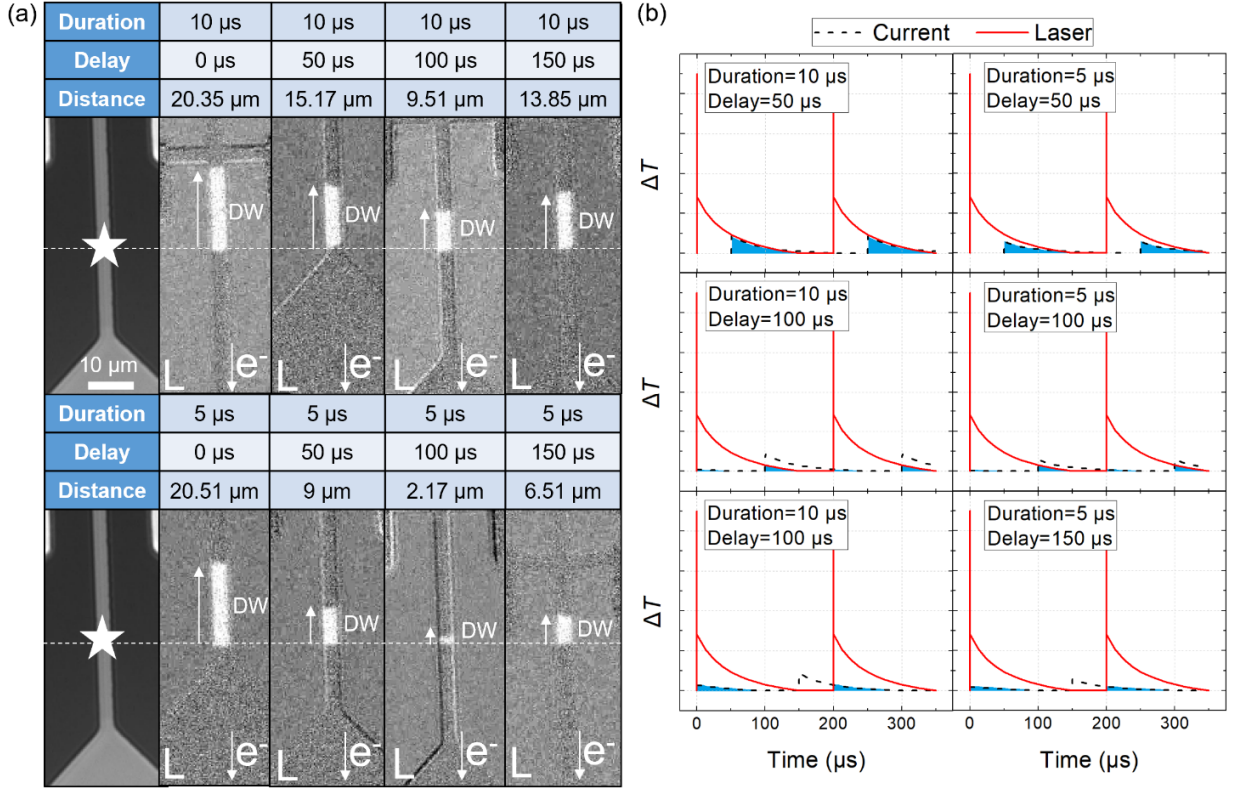 (a)
Duration 10 µs 10 µs 10 µs 10 µs
Delay 0 µs 50 µs 100 µs 150 µs
Distance 20.35 µm 15.17 µm 9.51 µm 13.85 µm
DW DW DW DW
10 µm
L e- L e- L e- L e-
Duration 5 µs 5 µs 5 µs 5 µs
Delay 0 µs 50 µs 100 µs 150 µs
Distance 20.51 µm 9 µm 2.17 µm 6.51 µm
DW DW DW DW
L e- L e- L e- L e-
(b)
Current Laser
Duration=10 µs
Delay=50 µs
Duration=5 µs
Delay=50 µs
ΔT
Duration=10 µs
Delay=100 µs
Duration=5 µs
Delay=100 µs
ΔT
Duration=10 µs
Delay=100 µs
Duration=5 µs
Delay=150 µs
ΔT
0 100 200 300 0 100 200 300
Time (µs) Time (µs)